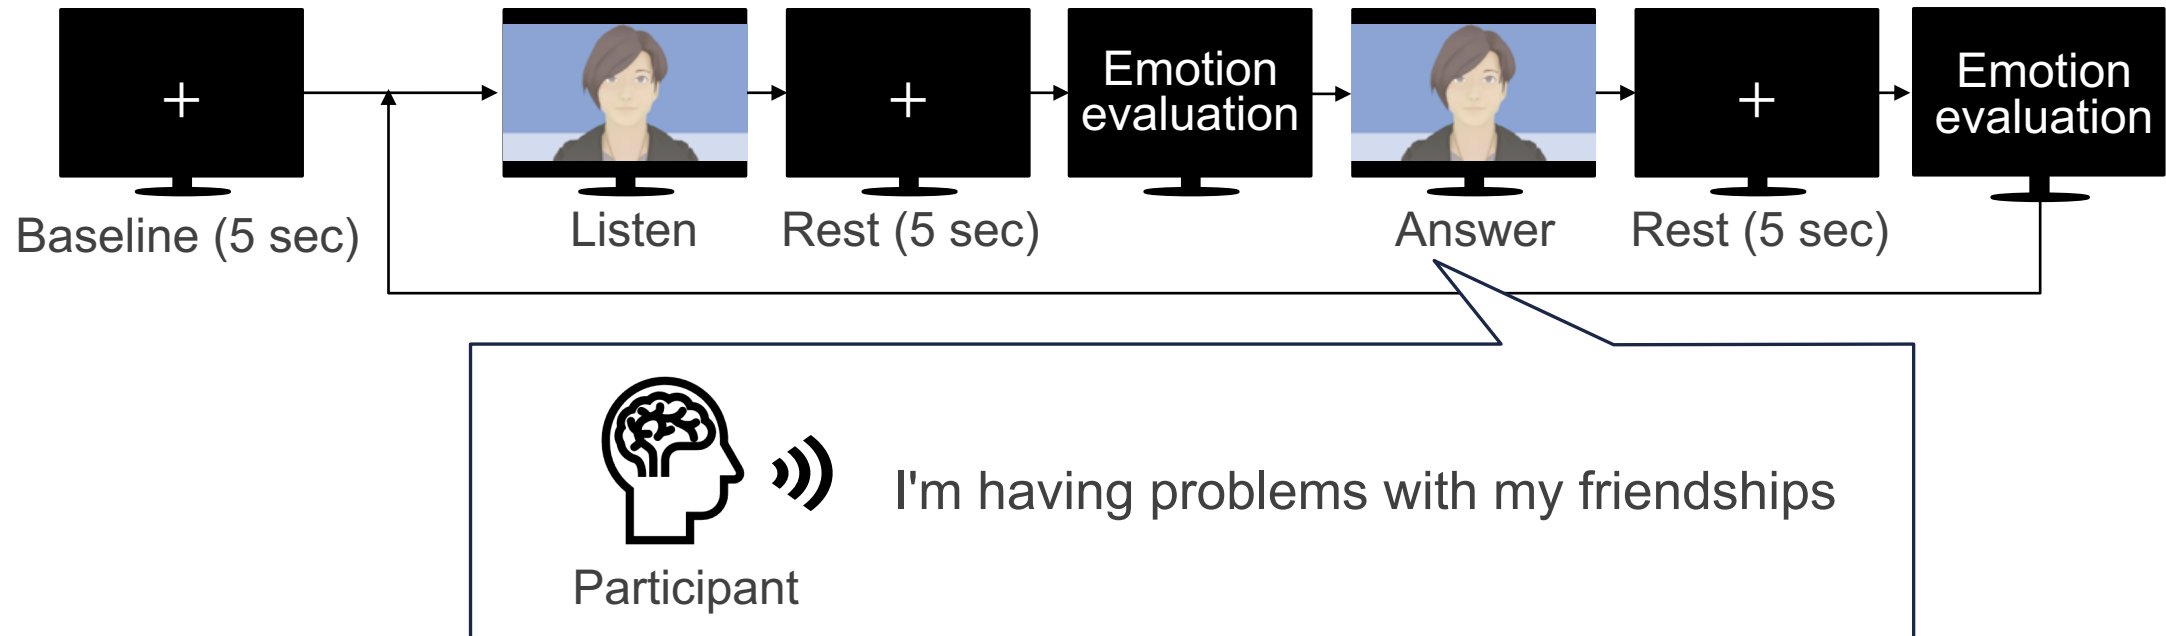 Emotion
evaluation
Emotion
evaluation
Baseline (5 sec)
Listen
Rest (5 sec)
Answer
Rest (5 sec)
I'm having problems with my friendships
Participant